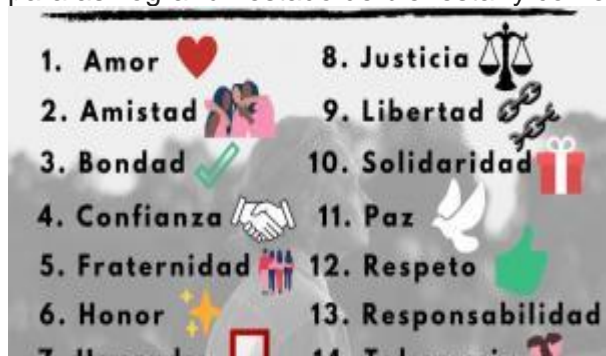 1. Amor
2. Amistad
3. Bondad
4. Confianza
5. Fraternidad
6. Honor
8. Justicia
9. Libertad
10. Solidaridad
11. Paz
12. Respeto
13. Responsabilidad